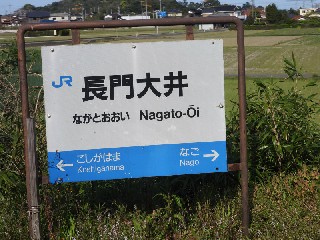 JR
長門大井
ながとおおい Nagato-Ōi
こしがはま
Koshigahama
なご
Nago